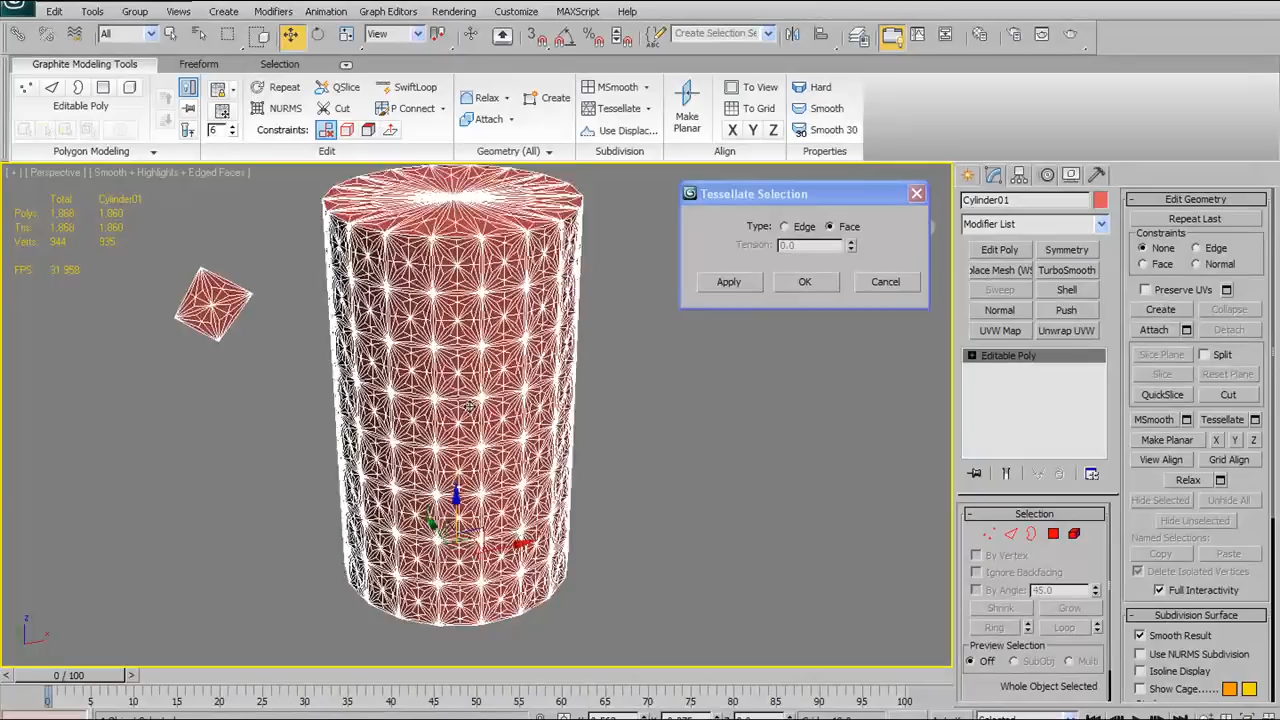 Edit Tools Group Views Create Modifiers Animation Graph Editors Rendering Customize MAXScript Help
All View 3 Create Selection Se
Graphite Modeling Tools Freeform Selection
Repeat QSlice SwiftLoop
NURMS Cut P Connect
Editable Poly
6 Constraints:
Polygon Modeling Edit
Relax Create
Attach
Geometry (All)
MSmooth
Tessellate
Use Displac...
Subdivision
Make
Planar
To View
To Grid
X Y Z
Align
Hard
Smooth
Smooth 30
Properties
[ + ] [ Perspective ] [ Smooth + Highlights + Edged Faces ]
Total Cylinder01
Polys: 1.868 1.860
Tris: 1.868 1.860
Verts: 944 935
FPS: 31.958
Tessellate Selection
Type: Edge Face
Tension: 0.0
Apply OK Cancel
z
x
0 / 100
0 5 10 15 20 25 30 35 40 45 50 55 60 65 70 75 80 85 90 95 100
1 Object Selected
Selected
Cylinder01
Modifier List
Edit Poly Symmetry
place Mesh (WS TurboSmooth
Sweep Shell
Normal Push
UVW Map Unwrap UVW
Editable Poly
Selection
By Vertex
Ignore Backfacing
By Angle: 45.0
Shrink Grow
Ring Loop
Preview Selection
Off SubObj Multi
Whole Object Selected
Edit Geometry
Repeat Last
Constraints
None Edge
Face Normal
Preserve UVs
Create Collapse
Attach Detach
Slice Plane Split
Slice Reset Plane
QuickSlice Cut
MSmooth Tessellate
Make Planar X Y Z
View Align Grid Align
Relax
Hide Selected Unhide All
Hide Unselected
Named Selections:
Copy Paste
Delete Isolated Vertices
Full Interactivity
Subdivision Surface
Smooth Result
Use NURMS Subdivision
Isoline Display
Show Cage......